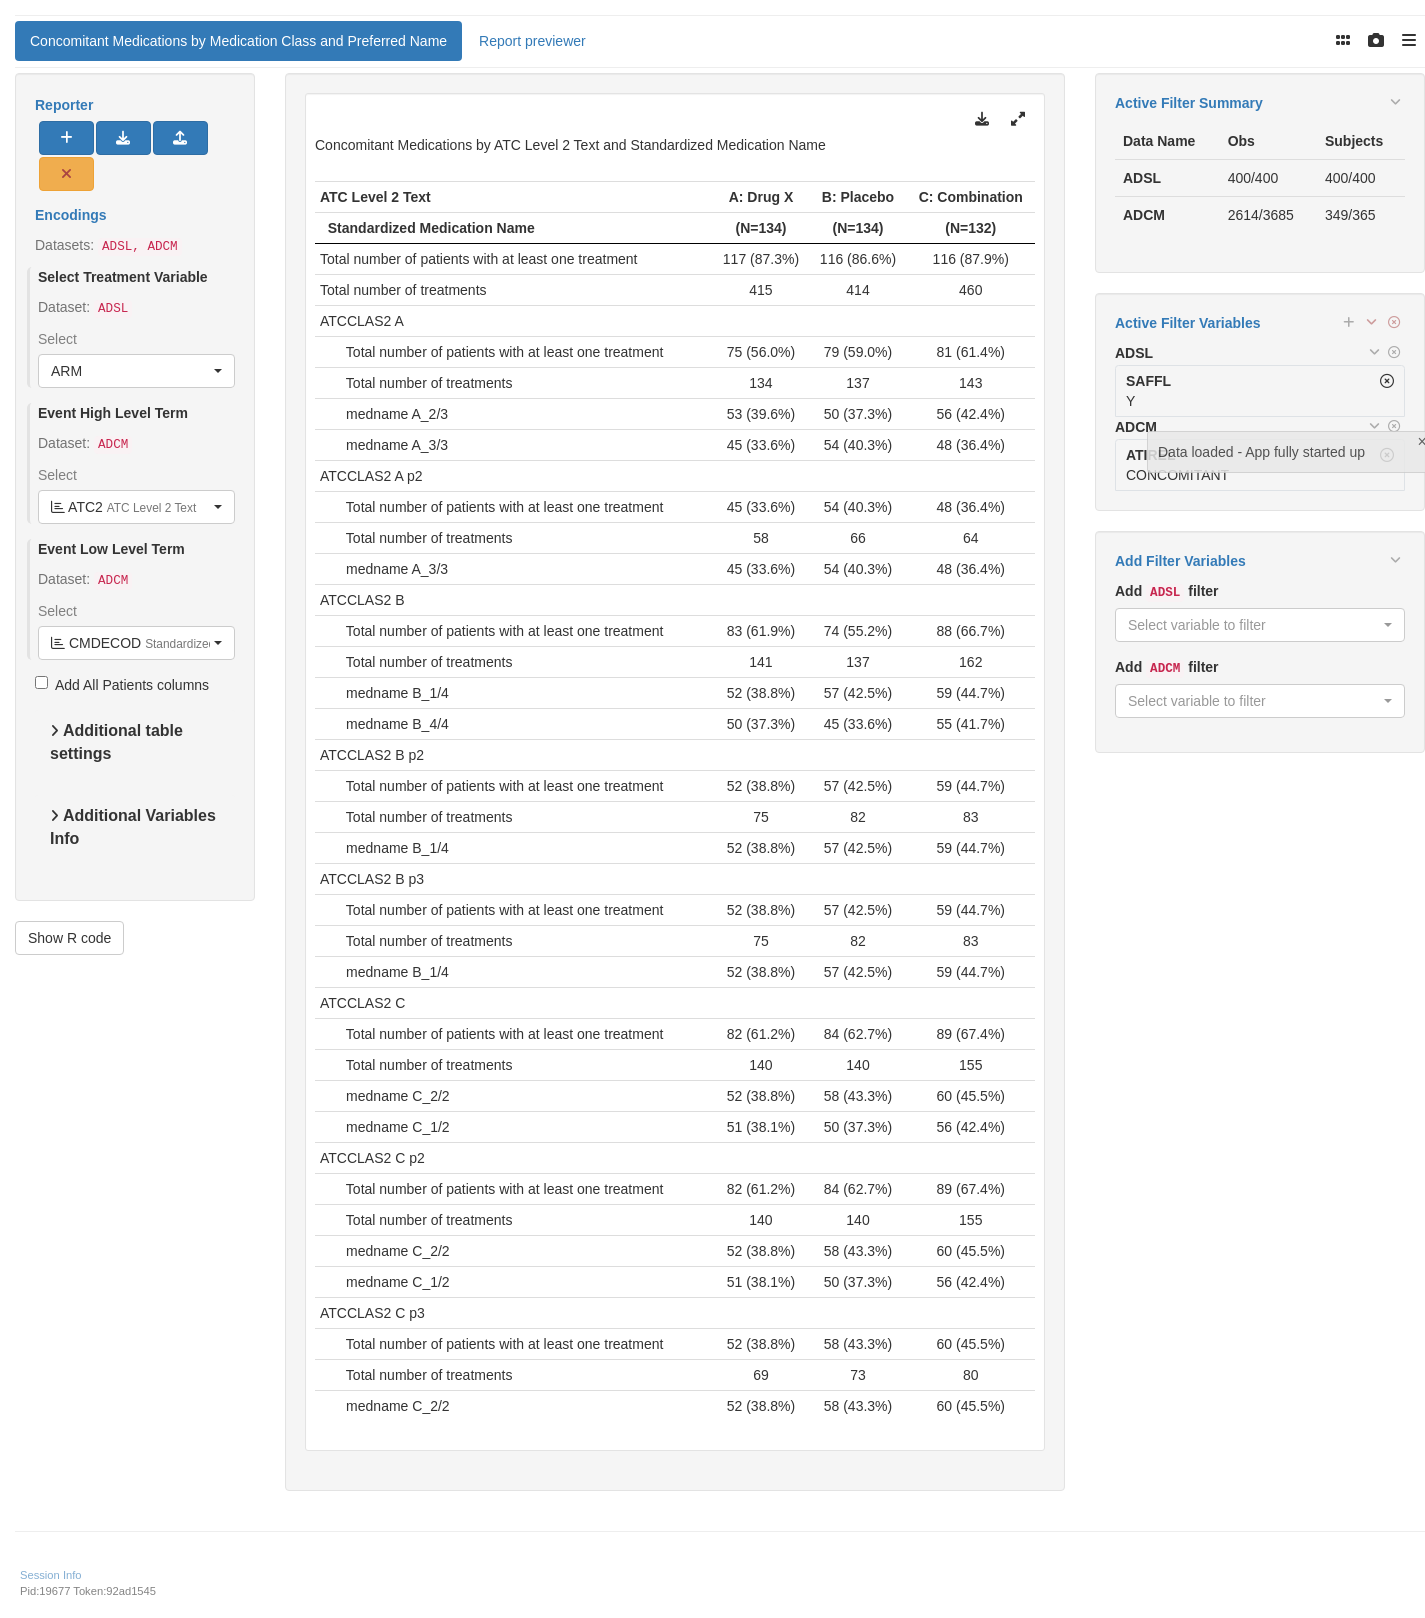 Concomitant Medications by Medication Class and Preferred Name
Report previewer
Reporter
Encodings
Datasets: ADSL, ADCM
Select Treatment Variable
Dataset: ADSL
Select
ARM
Event High Level Term
Dataset: ADCM
Select
ATC2 ATC Level 2 Text
Event Low Level Term
Dataset: ADCM
Select
CMDECOD Standardized
Add All Patients columns
Additional table
settings
Additional Variables
Info
Show R code
Concomitant Medications by ATC Level 2 Text and Standardized Medication Name
ATC Level 2 Text A: Drug X B: Placebo C: Combination
Standardized Medication Name (N=134) (N=134) (N=132)
Total number of patients with at least one treatment 117 (87.3%) 116 (86.6%) 116 (87.9%)
Total number of treatments 415 414 460
ATCCLAS2 A
Total number of patients with at least one treatment 75 (56.0%) 79 (59.0%) 81 (61.4%)
Total number of treatments 134 137 143
medname A_2/3 53 (39.6%) 50 (37.3%) 56 (42.4%)
medname A_3/3 45 (33.6%) 54 (40.3%) 48 (36.4%)
ATCCLAS2 A p2
Total number of patients with at least one treatment 45 (33.6%) 54 (40.3%) 48 (36.4%)
Total number of treatments 58 66 64
medname A_3/3 45 (33.6%) 54 (40.3%) 48 (36.4%)
ATCCLAS2 B
Total number of patients with at least one treatment 83 (61.9%) 74 (55.2%) 88 (66.7%)
Total number of treatments 141 137 162
medname B_1/4 52 (38.8%) 57 (42.5%) 59 (44.7%)
medname B_4/4 50 (37.3%) 45 (33.6%) 55 (41.7%)
ATCCLAS2 B p2
Total number of patients with at least one treatment 52 (38.8%) 57 (42.5%) 59 (44.7%)
Total number of treatments 75 82 83
medname B_1/4 52 (38.8%) 57 (42.5%) 59 (44.7%)
ATCCLAS2 B p3
Total number of patients with at least one treatment 52 (38.8%) 57 (42.5%) 59 (44.7%)
Total number of treatments 75 82 83
medname B_1/4 52 (38.8%) 57 (42.5%) 59 (44.7%)
ATCCLAS2 C
Total number of patients with at least one treatment 82 (61.2%) 84 (62.7%) 89 (67.4%)
Total number of treatments 140 140 155
medname C_2/2 52 (38.8%) 58 (43.3%) 60 (45.5%)
medname C_1/2 51 (38.1%) 50 (37.3%) 56 (42.4%)
ATCCLAS2 C p2
Total number of patients with at least one treatment 82 (61.2%) 84 (62.7%) 89 (67.4%)
Total number of treatments 140 140 155
medname C_2/2 52 (38.8%) 58 (43.3%) 60 (45.5%)
medname C_1/2 51 (38.1%) 50 (37.3%) 56 (42.4%)
ATCCLAS2 C p3
Total number of patients with at least one treatment 52 (38.8%) 58 (43.3%) 60 (45.5%)
Total number of treatments 69 73 80
medname C_2/2 52 (38.8%) 58 (43.3%) 60 (45.5%)
Active Filter Summary
Data Name Obs Subjects
ADSL 400/400 400/400
ADCM 2614/3685 349/365
Active Filter Variables
ADSL
SAFFL
Y
ADCM
Data loaded - App fully started up
CONCOMITANT
Add Filter Variables
Add ADSL filter
Select variable to filter
Add ADCM filter
Select variable to filter
Session Info
Pid:19677 Token:92ad1545